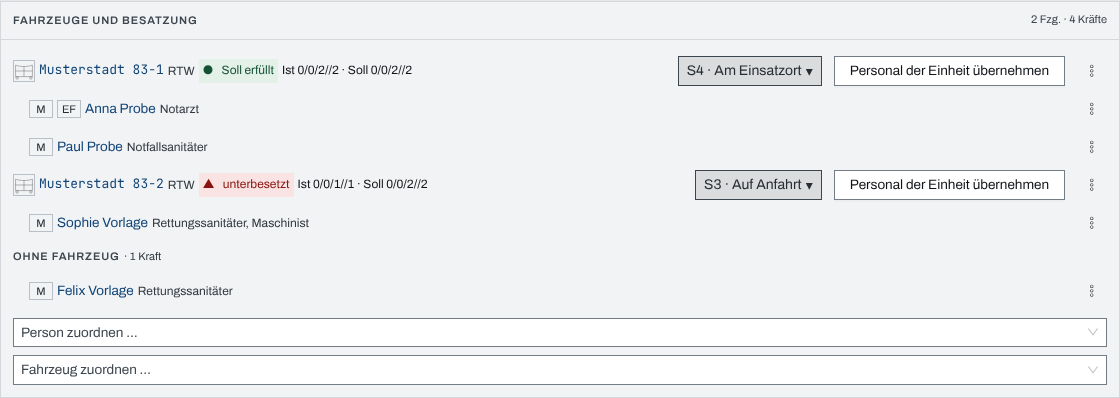 FAHRZEUGE UND BESATZUNG 2 Fzg. · 4 Kräfte
Musterstadt 83-1 RTW ● Soll erfüllt Ist 0/0/2//2 · Soll 0/0/2//2 S4 · Am Einsatzort ▾ Personal der Einheit übernehmen
M EF Anna Probe Notarzt
M Paul Probe Notfallsanitäter
Musterstadt 83-2 RTW ▲ unterbesetzt Ist 0/0/1//1 · Soll 0/0/2//2 S3 · Auf Anfahrt ▾ Personal der Einheit übernehmen
M Sophie Vorlage Rettungssanitäter, Maschinist
OHNE FAHRZEUG · 1 Kraft
M Felix Vorlage Rettungssanitäter
Person zuordnen ...
Fahrzeug zuordnen ...